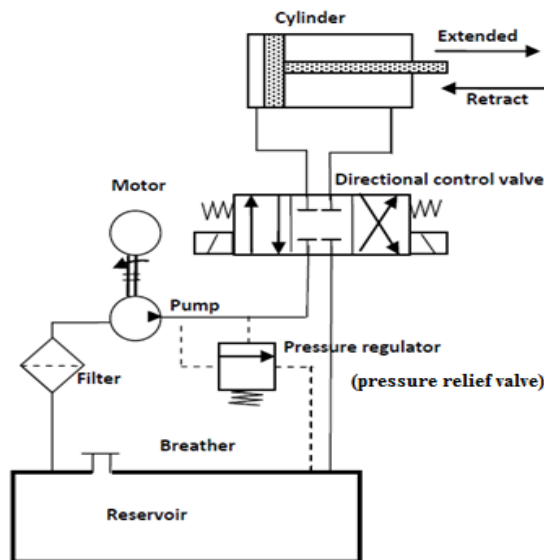 Cylinder
Extended
Retract
Motor
Directional control valve
Pump
Pressure regulator
(pressure relief valve)
Filter
Breather
Reservoir